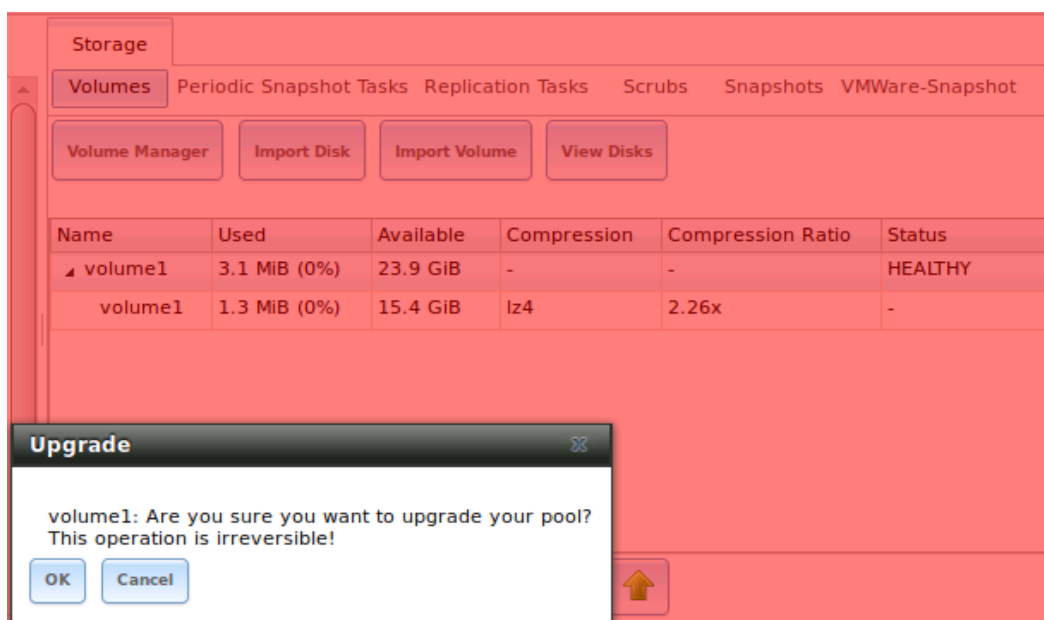 Storage
Volumes Periodic Snapshot Tasks Replication Tasks Scrubs Snapshots VMWare-Snapshot
Volume Manager Import Disk Import Volume View Disks
Name Used Available Compression Compression Ratio Status
volume1 3.1 MiB (0%) 23.9 GiB - - HEALTHY
volume1 1.3 MiB (0%) 15.4 GiB lz4 2.26x -
Upgrade
volume1: Are you sure you want to upgrade your pool?
This operation is irreversible!
OK Cancel